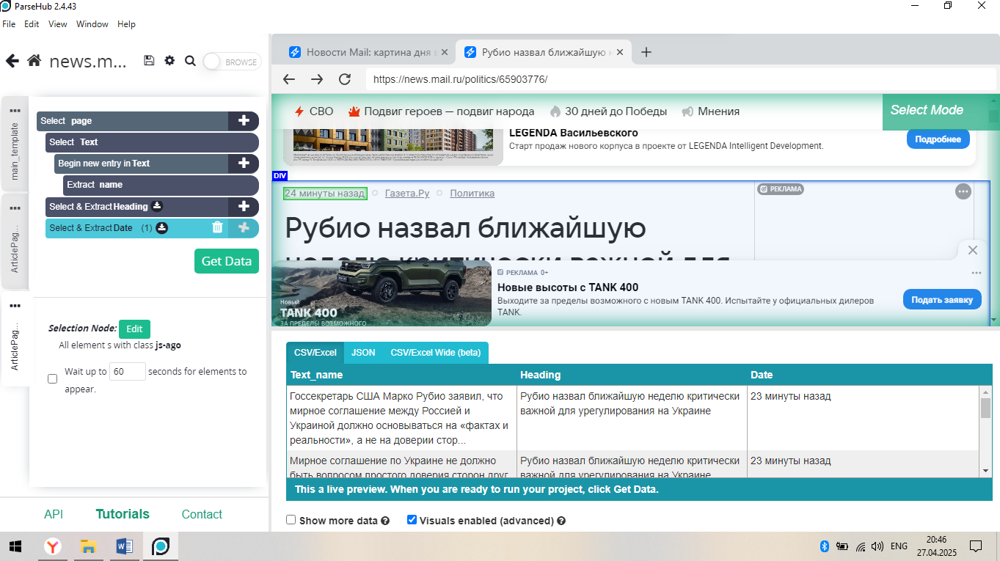 ParseHub 2.4.43
File Edit View Window Help
news.m... BROWSE
main_template
ArticlePag...
ArticlePag...
Select page
Select Text
Begin new entry in Text
Extract name
Select & Extract Heading
Select & Extract Date (1)
Get Data
Selection Node: Edit
All element s with class js-ago
Wait up to 60 seconds for elements to
appear.
API Tutorials Contact
Новости Mail: картина дня в
Рубио назвал ближайшую н
https://news.mail.ru/politics/65903776/
СВО Подвиг героев — подвиг народа 30 дней до Победы Мнения
Select Mode
LEGENDA Васильевского
Старт продаж нового корпуса в проекте от LEGENDA Intelligent Development.
Подробнее
DIV
24 минуты назад Газета.Ру Политика
РЕКЛАМА
Рубио назвал ближайшую
неделю критически важной для
Новый
TANK 400
ЗА ПРЕДЕЛЫ ВОЗМОЖНОГО
РЕКЛАМА 0+
Новые высоты с TANK 400
Выходите за пределы возможного с новым TANK 400. Испытайте у официальных дилеров
TANK.
Подать заявку
CSV/Excel JSON CSV/Excel Wide (beta)
Text_name Heading Date
Госсекретарь США Марко Рубио заявил, что
мирное соглашение между Россией и
Украиной должно основываться на «фактах и
реальности», а не на доверии стор...
Рубио назвал ближайшую неделю критически
важной для урегулирования на Украине
23 минуты назад
Мирное соглашение по Украине не должно
быть вопросом простого доверия сторон друг
Рубио назвал ближайшую неделю критически
важной для урегулирования на Украине
23 минуты назад
This a live preview. When you are ready to run your project, click Get Data.
Show more data Visuals enabled (advanced)
ENG
20:46
27.04.2025